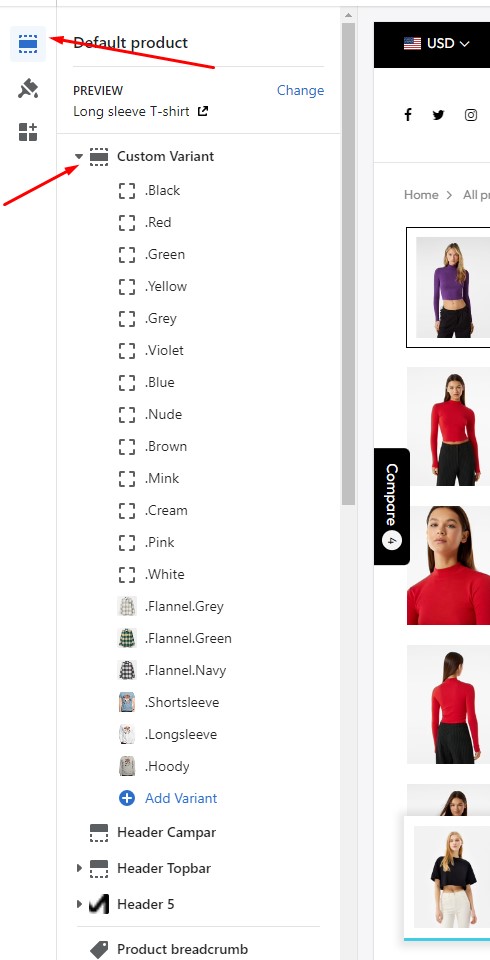 Default product
PREVIEW
Change
Long sleeve T-shirt
Custom Variant
.Black
.Red
.Green
.Yellow
.Grey
.Violet
.Blue
.Nude
.Brown
.Mink
.Cream
.Pink
.White
.Flannel.Grey
.Flannel.Green
.Flannel.Navy
.Shortsleeve
.Longsleeve
.Hoody
Add Variant
Header Campar
Header Topbar
Header 5
Product breadcrumb
USD
Home > All pr
Compare 4